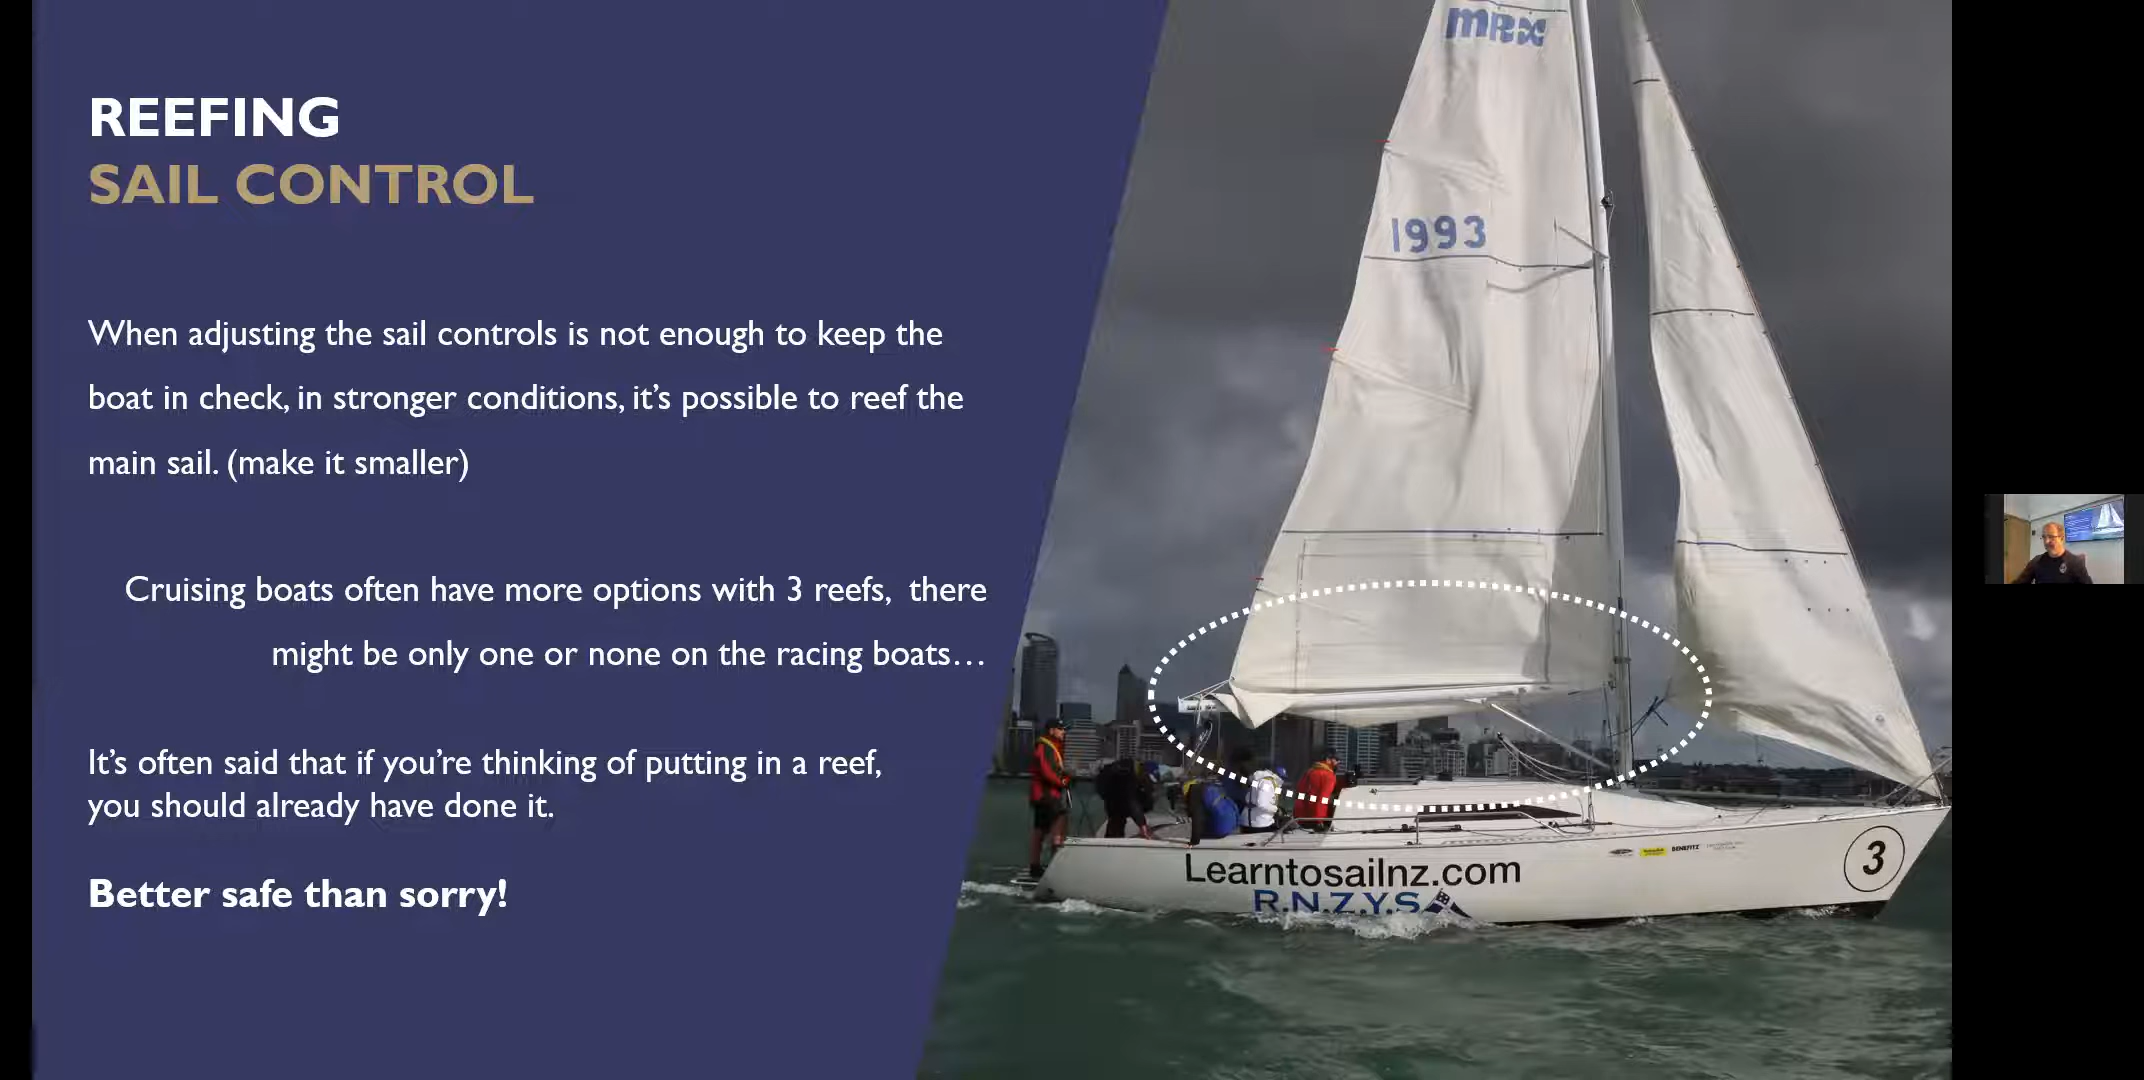 REEFING
SAIL CONTROL
When adjusting the sail controls is not enough to keep the
boat in check, in stronger conditions, it’s possible to reef the
main sail. (make it smaller)
Cruising boats often have more options with 3 reefs,  there
might be only one or none on the racing boats…
It’s often said that if you’re thinking of putting in a reef,
you should already have done it.
Better safe than sorry!
MRX
1993
Learntosailnz.com
R.N.Z.Y.S
BENEFITZ
3